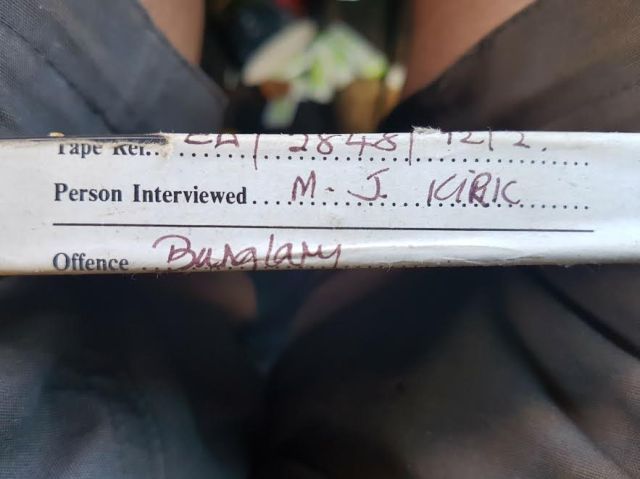 Tape Ref... 2848
Person Interviewed.... M. J. KIRK
Offence ..Burglary